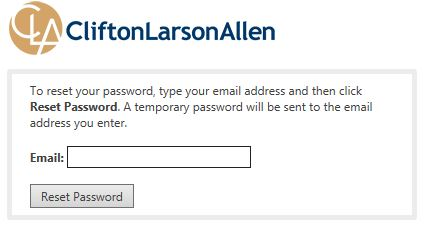 CLA CliftonLarsonAllen
To reset your password, type your email address and then click
Reset Password. A temporary password will be sent to the email
address you enter.
Email:
Reset Password